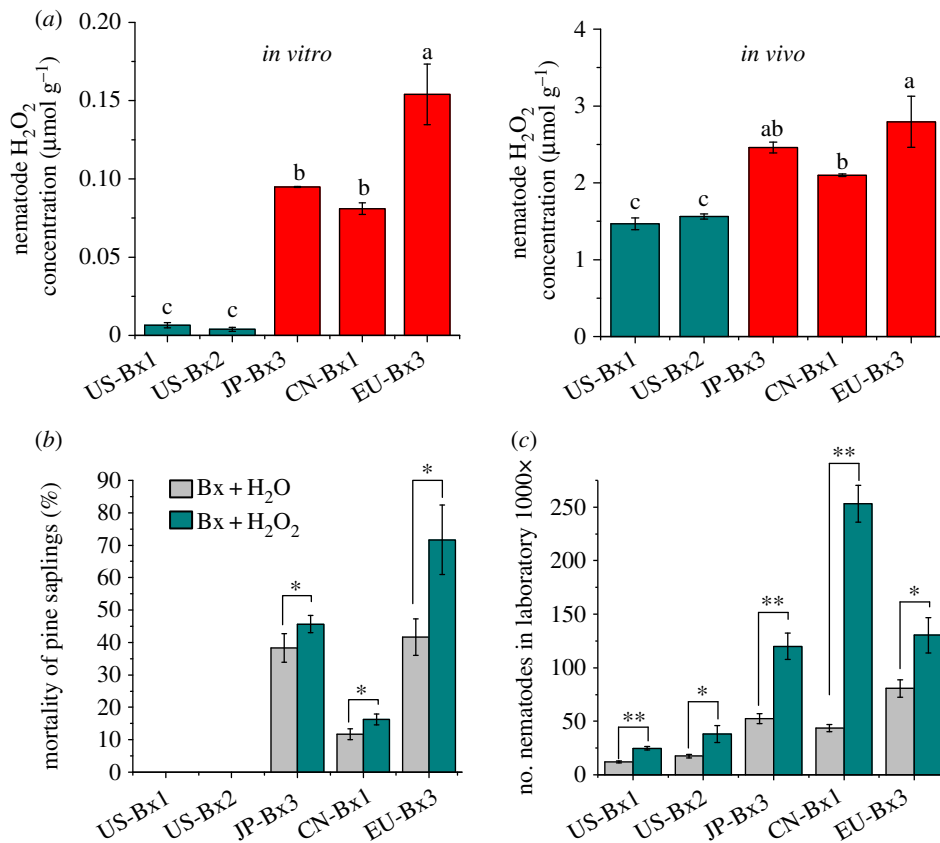 (a)
0.20
0.15
0.10
0.05
0
nematode H₂O₂
concentration (µmol g⁻¹)
in vitro
c
c
b
b
a
US-Bx1
US-Bx2
JP-Bx3
CN-Bx1
EU-Bx3
4
3
2
1
0
nematode H₂O₂
concentration (µmol g⁻¹)
in vivo
c
c
ab
b
a
US-Bx1
US-Bx2
JP-Bx3
CN-Bx1
EU-Bx3
(b)
90
80
70
60
50
40
30
20
10
0
mortality of pine saplings (%)
Bx + H₂O
Bx + H₂O₂
*
*
*
US-Bx1
US-Bx2
JP-Bx3
CN-Bx1
EU-Bx3
(c)
250
200
150
100
50
0
no. nematodes in laboratory 1000×
**
*
**
**
*
US-Bx1
US-Bx2
JP-Bx3
CN-Bx1
EU-Bx3